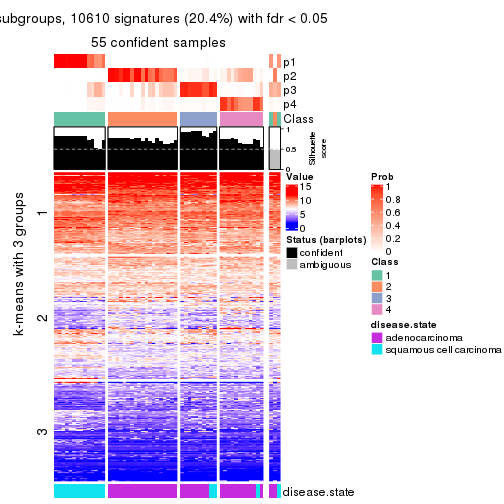 subgroups, 10610 signatures (20.4%) with fdr < 0.05
55 confident samples
p1
p2
p3
p4
Class
1
0.5
0
Silhouette
score
k-means with 3 groups
1
2
3
disease.state
Value
15
10
5
0
Status (barplots)
confident
ambiguous
Prob
1
0.8
0.6
0.4
0.2
0
Class
1
2
3
4
disease.state
adenocarcinoma
squamous cell carcinoma